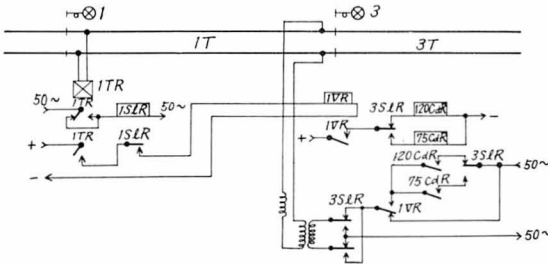 1 3
1T 3T
1TR
50~ 1TR 1SlR 50~
1VR 3SlR 120CdR
+ 1TR 1SlR
+ 1VR 75CdR -
-
120CdR 3SlR 50~
75CdR
3SlR 1VR
50~